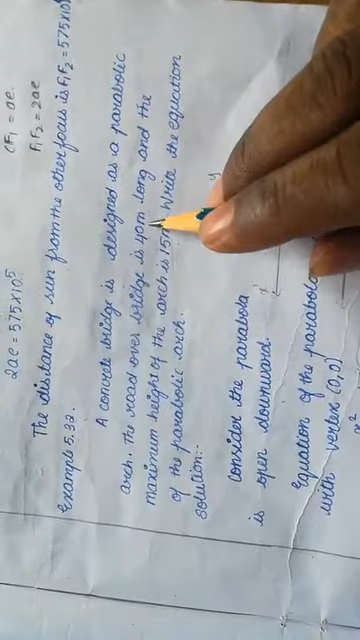 CF₁ = ae.
F₁F₂ = 2ae
2ae = 575×10⁵
The distance of sun from the other focus is F₁F₂ = 575×10⁵
Example 5.33.
A concrete bridge is designed as a parabolic
arch. The road over bridge is 40m long and the
maximum height of the arch is 15m. Write the equation
of the parabolic arch.
Solution:
Consider the parabola
is open downward.
Equation of the parabola
with vertex (0,0)
x²
y